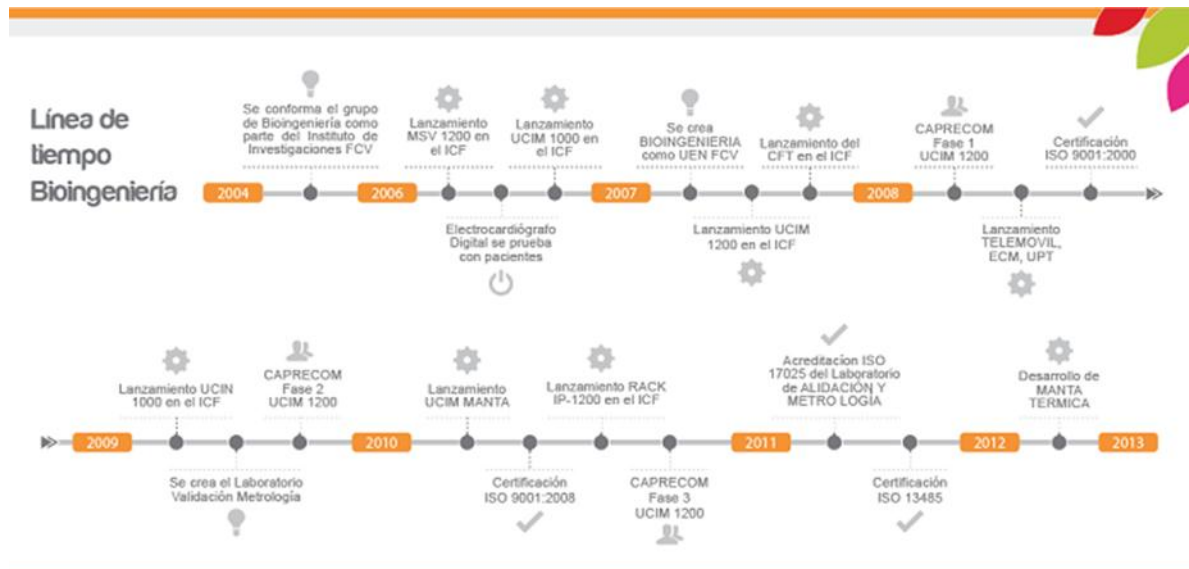 Línea de
tiempo
Bioingeniería
Se conforma el grupo
de Bioingeniería como
parte del Instituto de
Investigaciones FCV
Lanzamiento
MSV 1200 en
el ICF
Lanzamiento
UCIM 1000 en
el ICF
Se crea
BIOINGENIERIA
como UEN FCV
Lanzamiento del
CFT en el ICF
CAPRECOM
Fase 1
UCIM 1200
Certificación
ISO 9001:2000
2004
2006
2007
2008
Electrocardiógrafo
Digital se prueba
con pacientes
Lanzamiento UCIM
1200 en el ICF
Lanzamiento
TELEMOVIL,
ECM, UPT
Lanzamiento UCIN
1000 en el ICF
CAPRECOM
Fase 2
UCIM 1200
Lanzamiento
UCIM MANTA
Lanzamiento RACK
IP-1200 en el ICF
Acreditacion ISO
17025 del Laboratorio
de ALIDACIÓN Y
METRO LOGÍA
Desarrollo de
MANTA
TERMICA
2009
2010
2011
2012
2013
Se crea el Laboratorio
Validación Metrología
Certificación
ISO 9001:2008
CAPRECOM
Fase 3
UCIM 1200
Certificación
ISO 13485